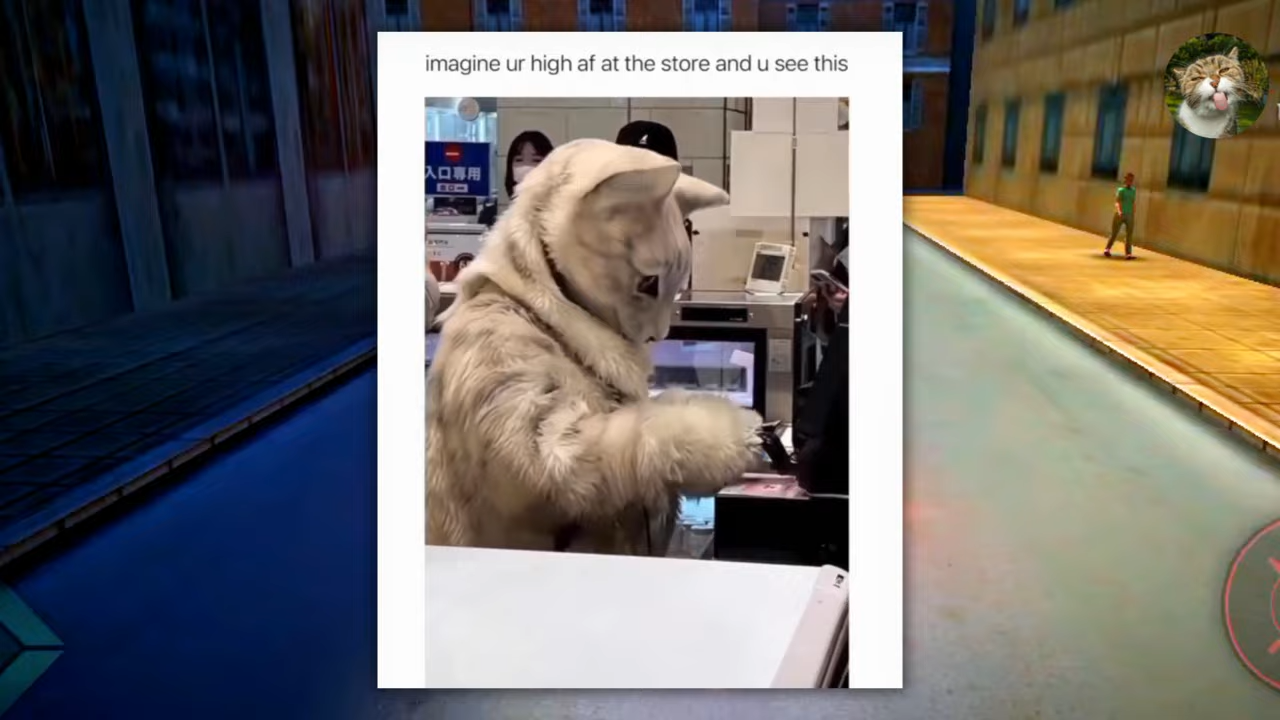 imagine ur high af at the store and u see this
入口専用